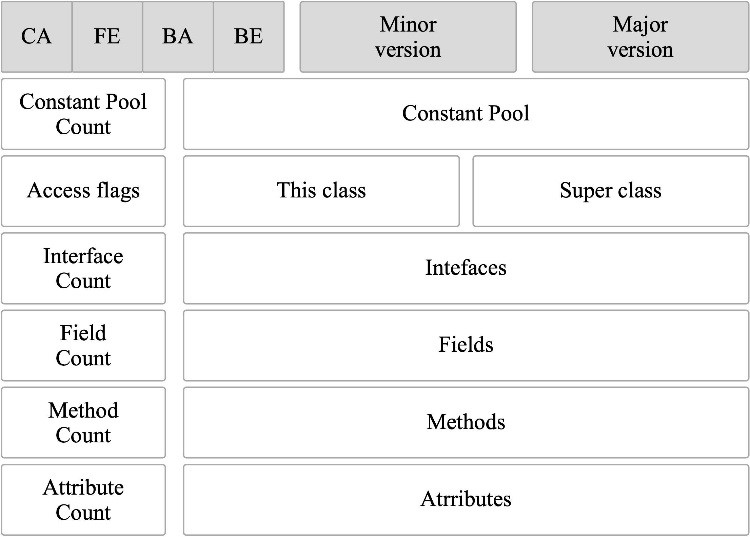 CA
FE
BA
BE
Minor
version
Major
version
Constant Pool
Count
Constant Pool
Access flags
This class
Super class
Interface
Count
Intefaces
Field
Count
Fields
Method
Count
Methods
Attribute
Count
Atrributes